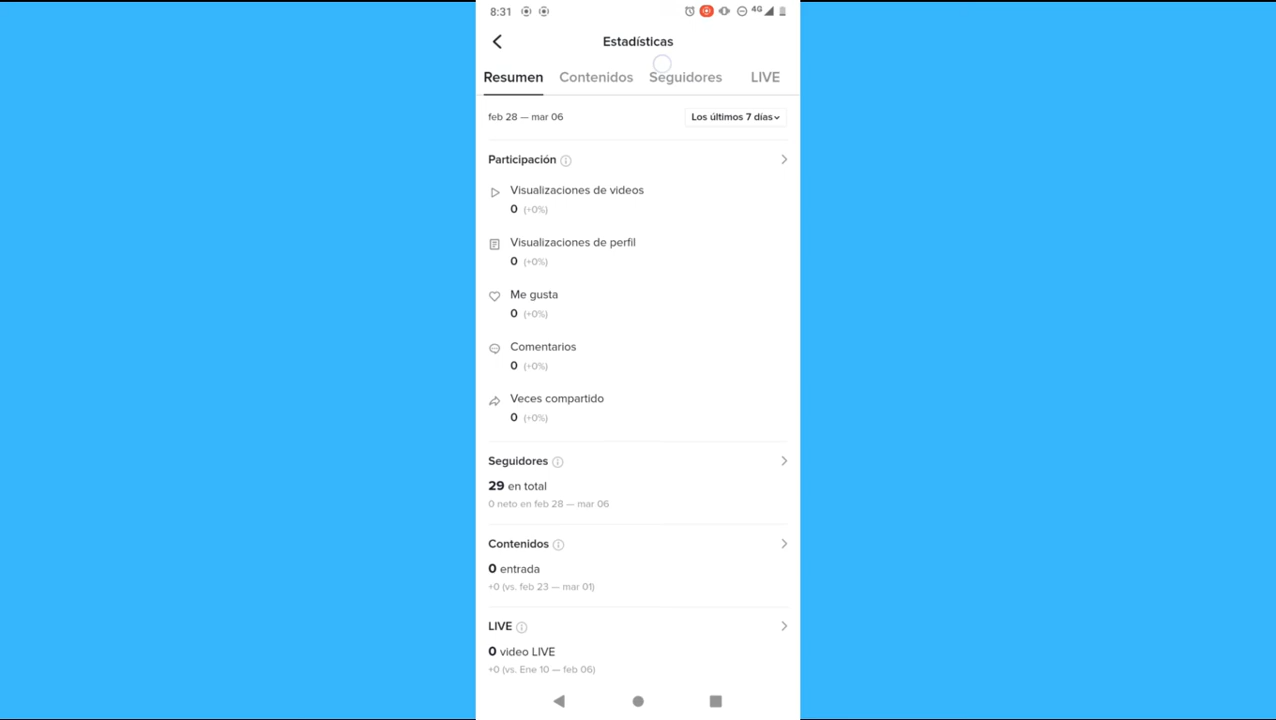 8:31
4G
Estadísticas
Resumen Contenidos Seguidores LIVE
feb 28 — mar 06 Los últimos 7 días
Participación
Visualizaciones de videos
0 (+0%)
Visualizaciones de perfil
0 (+0%)
Me gusta
0 (+0%)
Comentarios
0 (+0%)
Veces compartido
0 (+0%)
Seguidores
29 en total
0 neto en feb 28 — mar 06
Contenidos
0 entrada
+0 (vs. feb 23 — mar 01)
LIVE
0 video LIVE
+0 (vs. Ene 10 — feb 06)